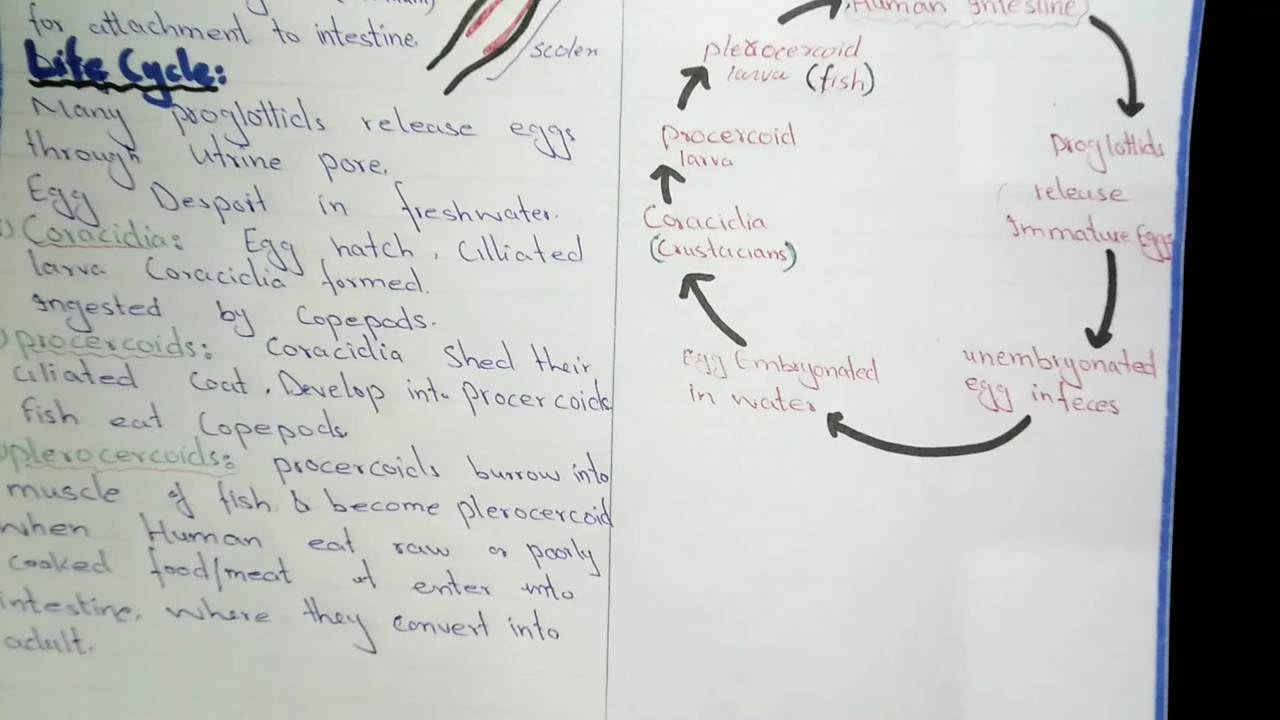 for attachment to intestine.
scolen
Life Cycle:
Many proglottids release eggs
through Utrine pore.
Egg Despoit in freshwater.
Coracidia: Egg hatch, cilliated
larva Coracidia formed.
Ingested by Copepods.
procercoids: Coracidia Shed their
ciliated Coat. Develop into Procercoids
Fish eat Copepods
plerocercoids: procercoids burrow into
muscle of fish & become plerocercoid
when Human eat raw or poorly
cooked food/meat it enter into
intestine, where they convert into
adult.
Human Intestine
plerocercoid
larva (fish)
procercoid
larva
Coracidia
(Crustacians)
Egg Embryonated
in water
Proglottids
release
Immature Eggs
unembryonated
egg in feces